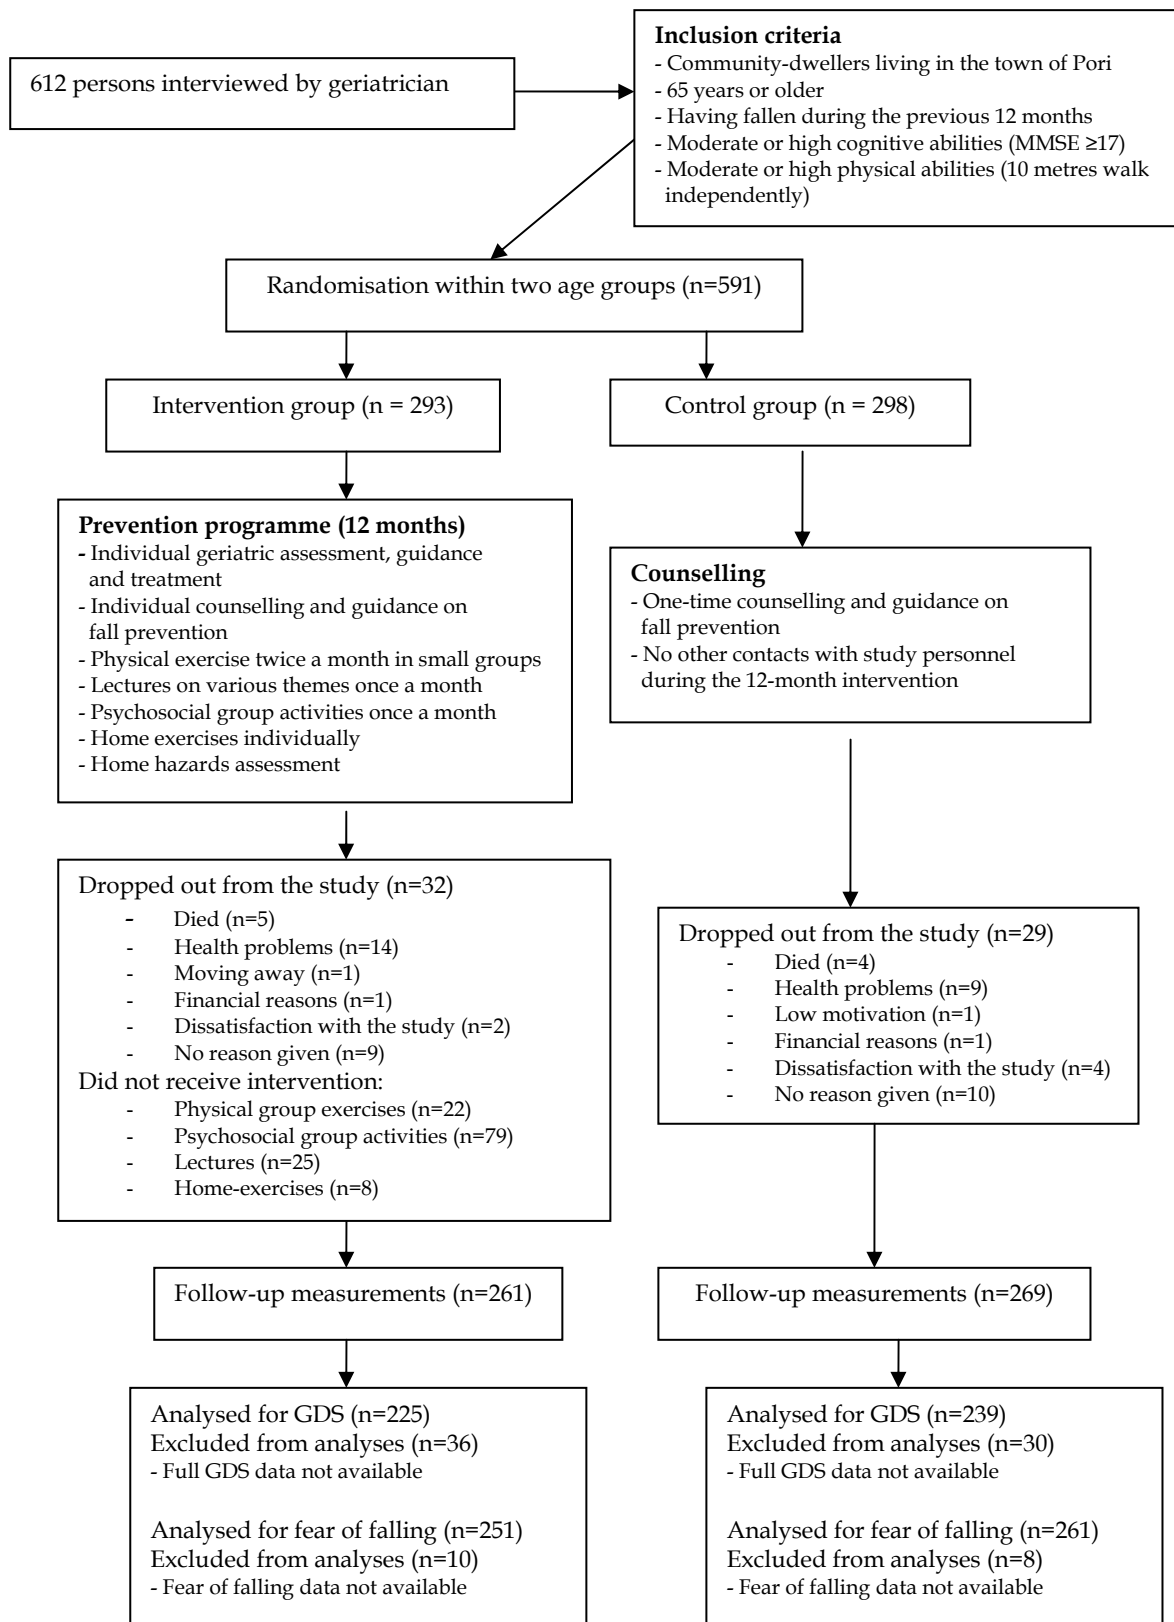 612 persons interviewed by geriatrician
Inclusion criteria
- Community-dwellers living in the town of Pori
- 65 years or older
- Having fallen during the previous 12 months
- Moderate or high cognitive abilities (MMSE ≥17)
- Moderate or high physical abilities (10 metres walk
independently)
Randomisation within two age groups (n=591)
Intervention group (n = 293)
Control group (n = 298)
Prevention programme (12 months)
- Individual geriatric assessment, guidance
and treatment
- Individual counselling and guidance on
fall prevention
- Physical exercise twice a month in small groups
- Lectures on various themes once a month
- Psychosocial group activities once a month
- Home exercises individually
- Home hazards assessment
Counselling
- One-time counselling and guidance on
fall prevention
- No other contacts with study personnel
during the 12-month intervention
Dropped out from the study (n=32)
- Died (n=5)
- Health problems (n=14)
- Moving away (n=1)
- Financial reasons (n=1)
- Dissatisfaction with the study (n=2)
- No reason given (n=9)
Did not receive intervention:
- Physical group exercises (n=22)
- Psychosocial group activities (n=79)
- Lectures (n=25)
- Home-exercises (n=8)
Dropped out from the study (n=29)
- Died (n=4)
- Health problems (n=9)
- Low motivation (n=1)
- Financial reasons (n=1)
- Dissatisfaction with the study (n=4)
- No reason given (n=10)
Follow-up measurements (n=261)
Follow-up measurements (n=269)
Analysed for GDS (n=225)
Excluded from analyses (n=36)
- Full GDS data not available
Analysed for fear of falling (n=251)
Excluded from analyses (n=10)
- Fear of falling data not available
Analysed for GDS (n=239)
Excluded from analyses (n=30)
- Full GDS data not available
Analysed for fear of falling (n=261)
Excluded from analyses (n=8)
- Fear of falling data not available